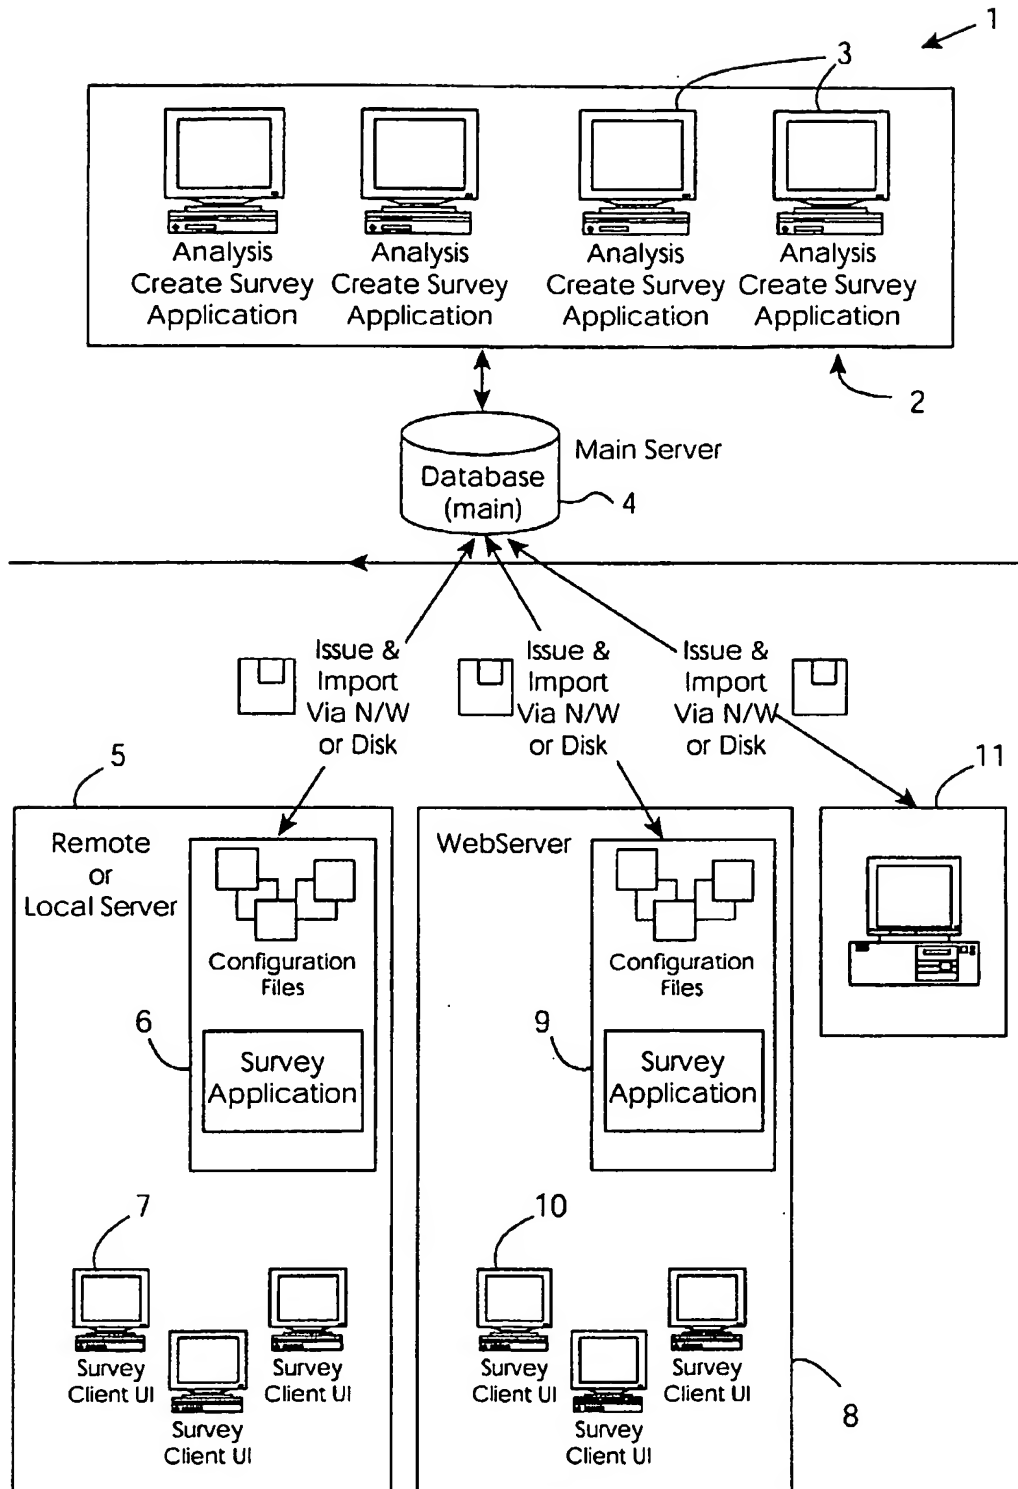 1
3
3
Analysis
Create Survey
Application
Analysis
Create Survey
Application
Analysis
Create Survey
Application
Analysis
Create Survey
Application
2
Main Server
Database
(main)
4
Issue &
Import
Via N/W
or Disk
Issue &
Import
Via N/W
or Disk
Issue &
Import
Via N/W
or Disk
5
11
Remote
or
Local Server
WebServer
Configuration
Files
Configuration
Files
6
9
Survey
Application
Survey
Application
7
10
Survey
Client UI
Survey
Client UI
Survey
Client UI
Survey
Client UI
Survey
Client UI
Survey
Client UI
8